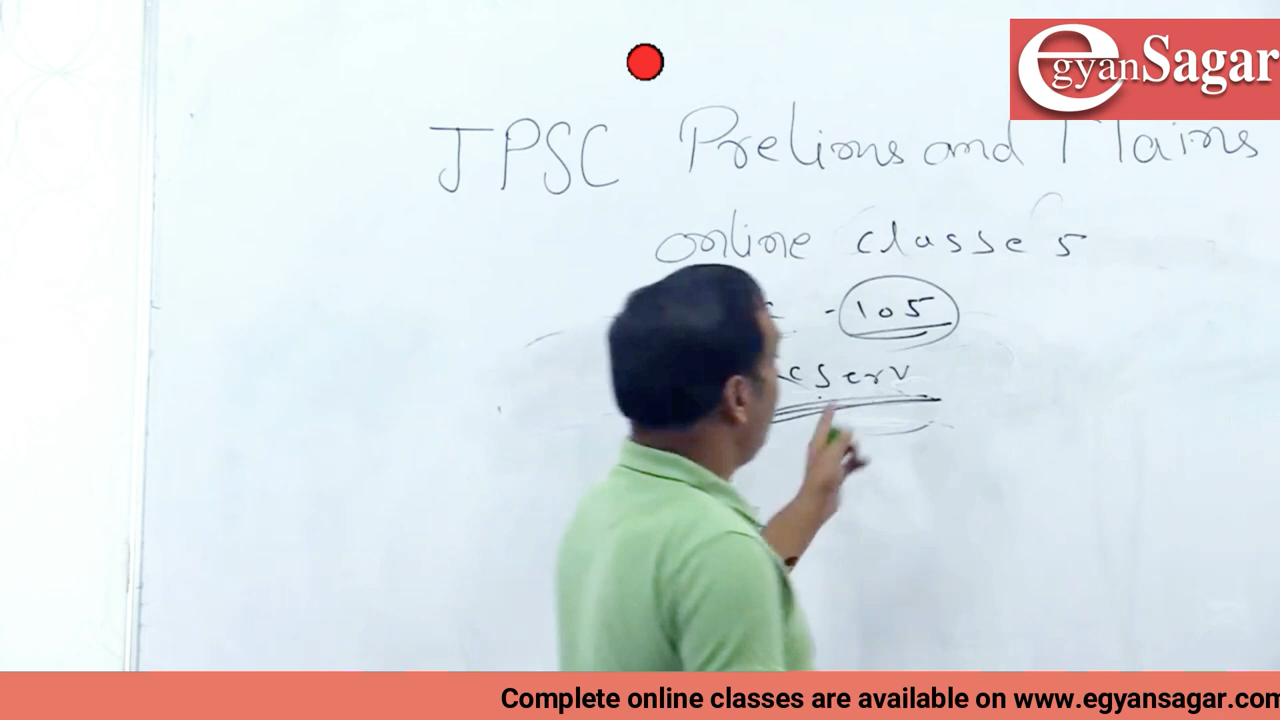 egyanSagar
JPSC Prelims and Mains
online classes
- 105
Complete online classes are available on www.egyansagar.com